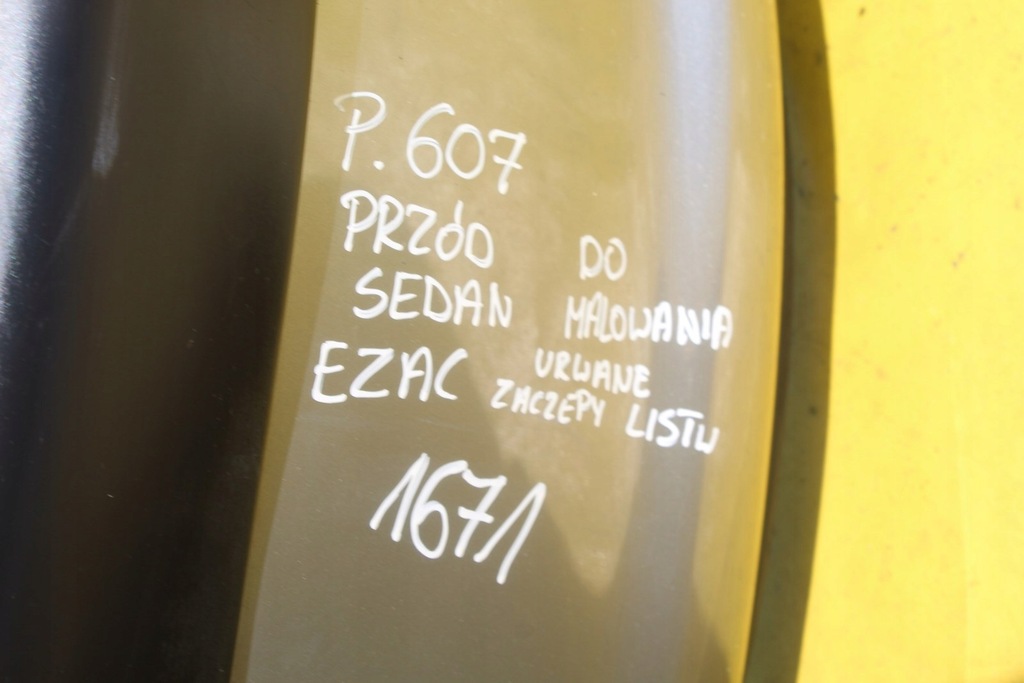 P. 607
PRZÓD
SEDAN
EZAC
DO
MALOWANIA
URWANE
ZACZEPY LISTW
1671